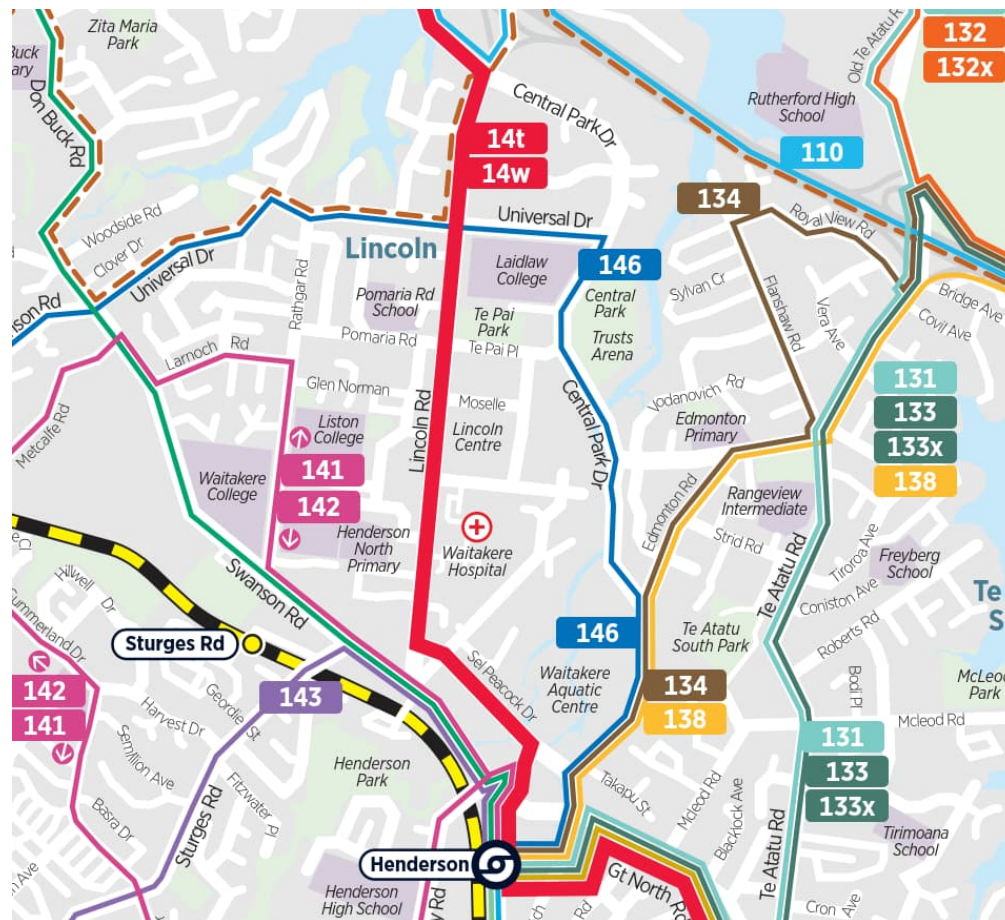 Zita Maria
Park
Buck
ary
Don Buck Rd
Woodside Rd
Clover Dr
Universal Dr
son Rd
Metcalfe Rd
Larnoch Rd
Rathgar Rd
Lincoln
Pomaria Rd
School
Pomaria Rd
Glen Norman
Liston
College
141
142
Waitakere
College
Henderson
North
Primary
Swanson Rd
Central Park Dr
14t
14w
Universal Dr
Laidlaw
College
Te Pai
Park
Te Pai Pl
Moselle
Lincoln
Centre
Lincoln Rd
Waitakere
Hospital
146
Central
Park
Trusts
Arena
Central Park Dr
Old Te Atatu Rd
132
132x
Rutherford High
School
110
134
Royal View Rd
Sylvan Cr
Flanshaw Rd
Vera Ave
Bridge Ave
Covil Ave
Vodanovich Rd
Edmonton
Primary
131
133
133x
138
Edmonton Rd
Rangeview
Intermediate
Strid Rd
Te Atatu Rd
Tiroroa Ave
Freyberg
School
Coniston Ave
Roberts Rd
Te
S
Te Atatu
South Park
McLeo
Park
Bodi Pl
Mcleod Rd
146
Waitakere
Aquatic
Centre
134
138
Sel Peacock Dr
Takapu St
Mcleod Rd
Blacklock Ave
131
133
133x
Te Atatu Rd
Tirimoana
School
Cron Ave
Gt North Rd
Summerland Dr
Sturges Rd
142
141
143
Harvest Dr
Geordie St
Semillion Ave
Fitzwater Pl
Basra Dr
Sturges Rd
Henderson
Park
Henderson
Henderson
High School